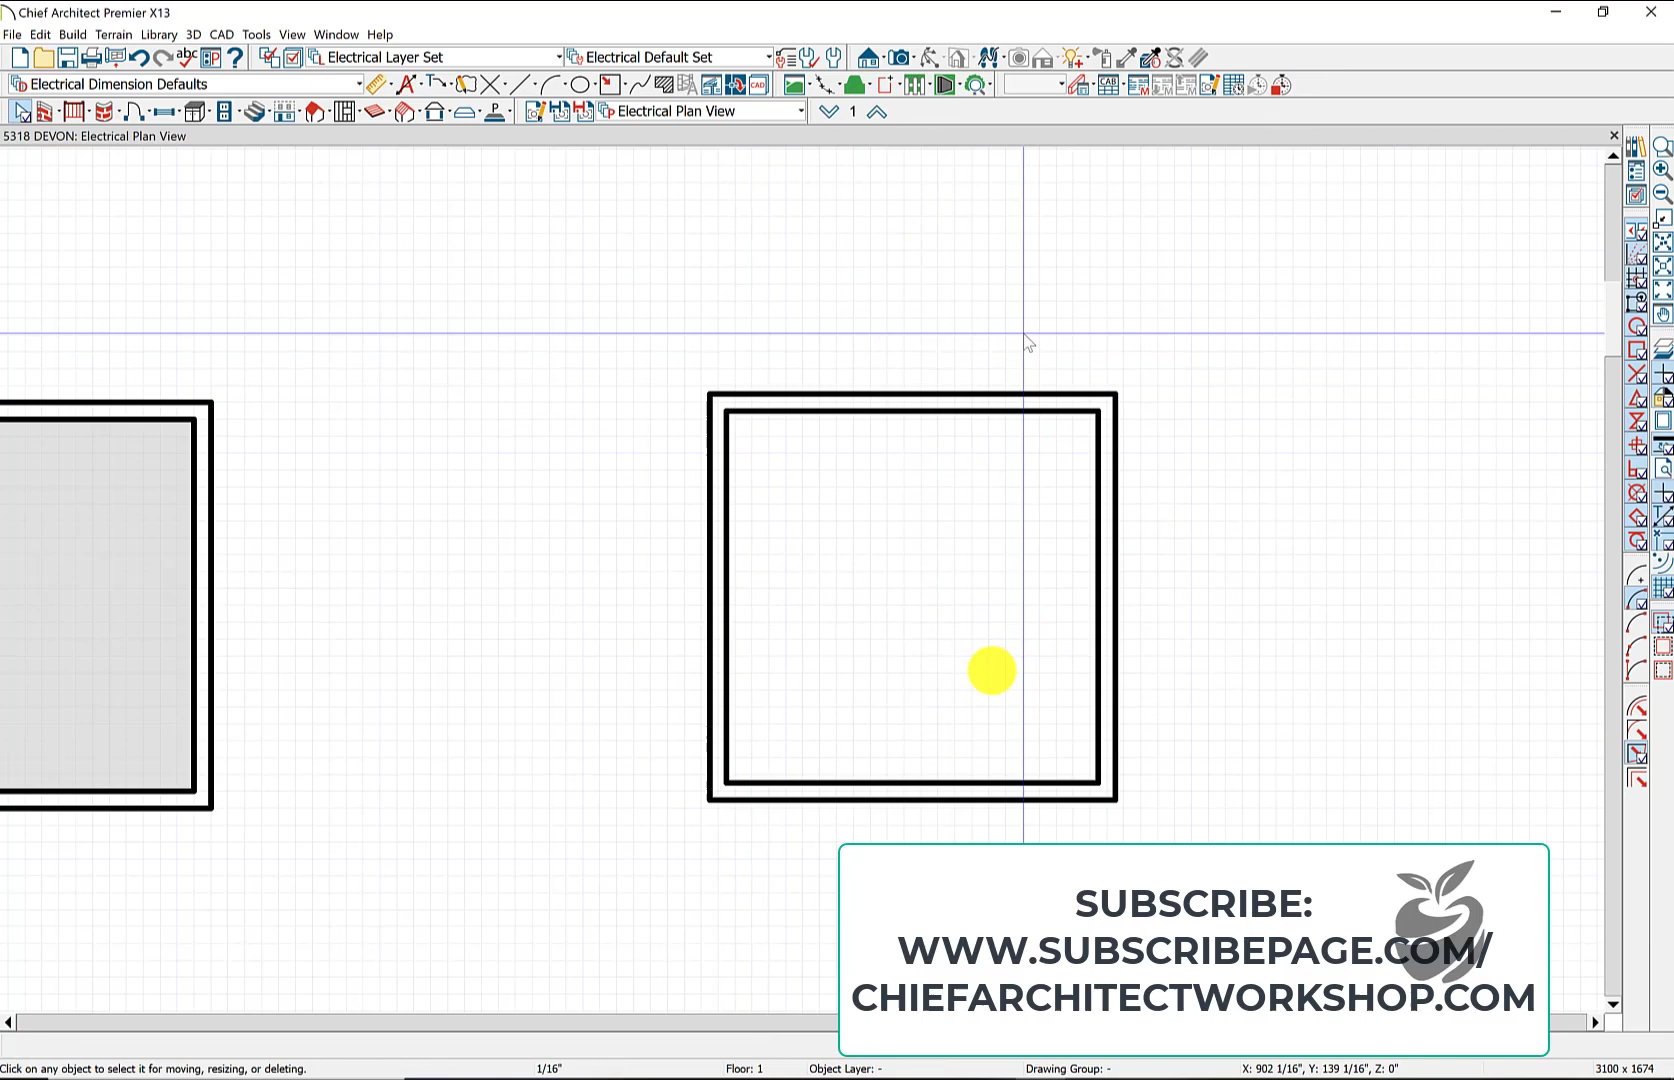 Chief Architect Premier X13
File Edit Build Terrain Library 3D CAD Tools View Window Help
abc ? Electrical Layer Set Electrical Default Set
Electrical Dimension Defaults CAD CAB
P Electrical Plan View 1
5318 DEVON: Electrical Plan View
SUBSCRIBE:
WWW.SUBSCRIBEPAGE.COM/
CHIEFARCHITECTWORKSHOP.COM
Click on any object to select it for moving, resizing, or deleting. 1/16" Floor: 1 Object Layer: - Drawing Group: - X: 902 1/16", Y: 139 1/16", Z: 0" 3100 x 1674